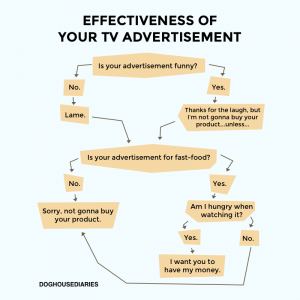 EFFECTIVENESS OF
YOUR TV ADVERTISEMENT
Is your advertisement funny?
No.
Yes.
Lame.
Thanks for the laugh, but
I'm not gonna buy your
product...unless...
Is your advertisement for fast-food?
No.
Yes.
Sorry, not gonna buy
your product.
Am I hungry when
watching it?
Yes.
No.
I want you to
have my money.
DOGHOUSEDIARIES